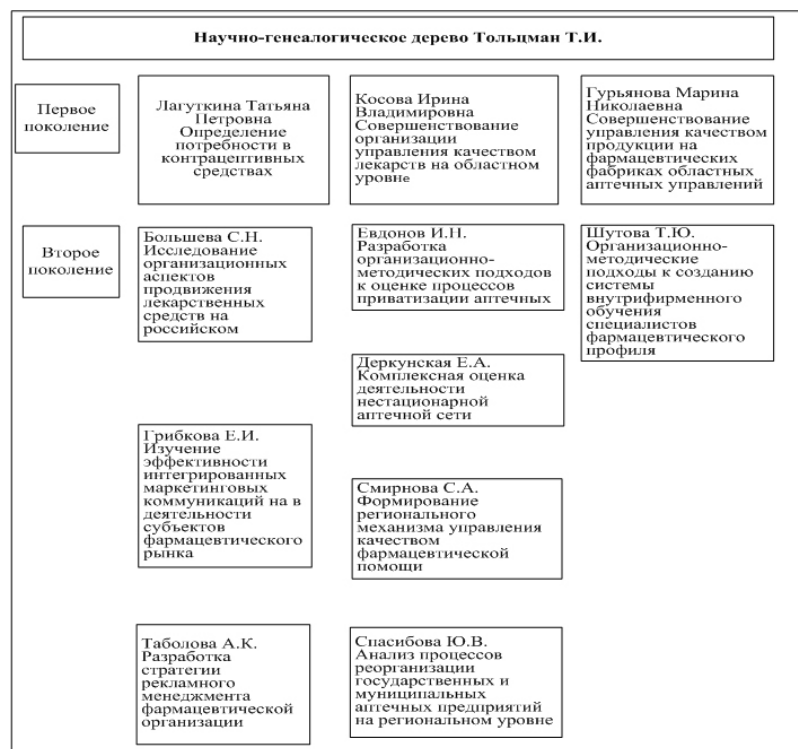 Научно-генеалогическое дерево Тольцман Т.И.
Первое
поколение
Лагуткина Татьяна
Петровна
Определение
потребности в
контрацептивных
средствах
Косова Ирина
Владимировна
Совершенствование
организации
управления качеством
лекарств на областном
уровне
Гурьянова Марина
Николаевна
Совершенствование
управления качеством
продукции на
фармацевтических
фабриках областных
аптечных управлений
Второе
поколение
Большева С.Н.
Исследование
организационных
аспектов
продвижения
лекарственных
средств на
российском
Евдонов И.Н.
Разработка
организационно-
методических подходов
к оценке процессов
приватизации аптечных
Шутова Т.Ю.
Организационно-
методические
подходы к созданию
системы
внутрифирменного
обучения
специалистов
фармацевтического
профиля
Деркунская Е.А.
Комплексная оценка
деятельности
нестационарной
аптечной сети
Грибкова Е.И.
Изучение
эффективности
интегрированных
маркетинговых
коммуникаций на в
деятельности
субъектов
фармацевтического
рынка
Смирнова С.А.
Формирование
регионального
механизма управления
качеством
фармацевтической
помощи
Таболова А.К.
Разработка
стратегии
рекламного
менеджмента
фармацевтической
организации
Спасибова Ю.В.
Анализ процессов
реорганизации
государственных и
муниципальных
аптечных предприятий
на региональном уровне